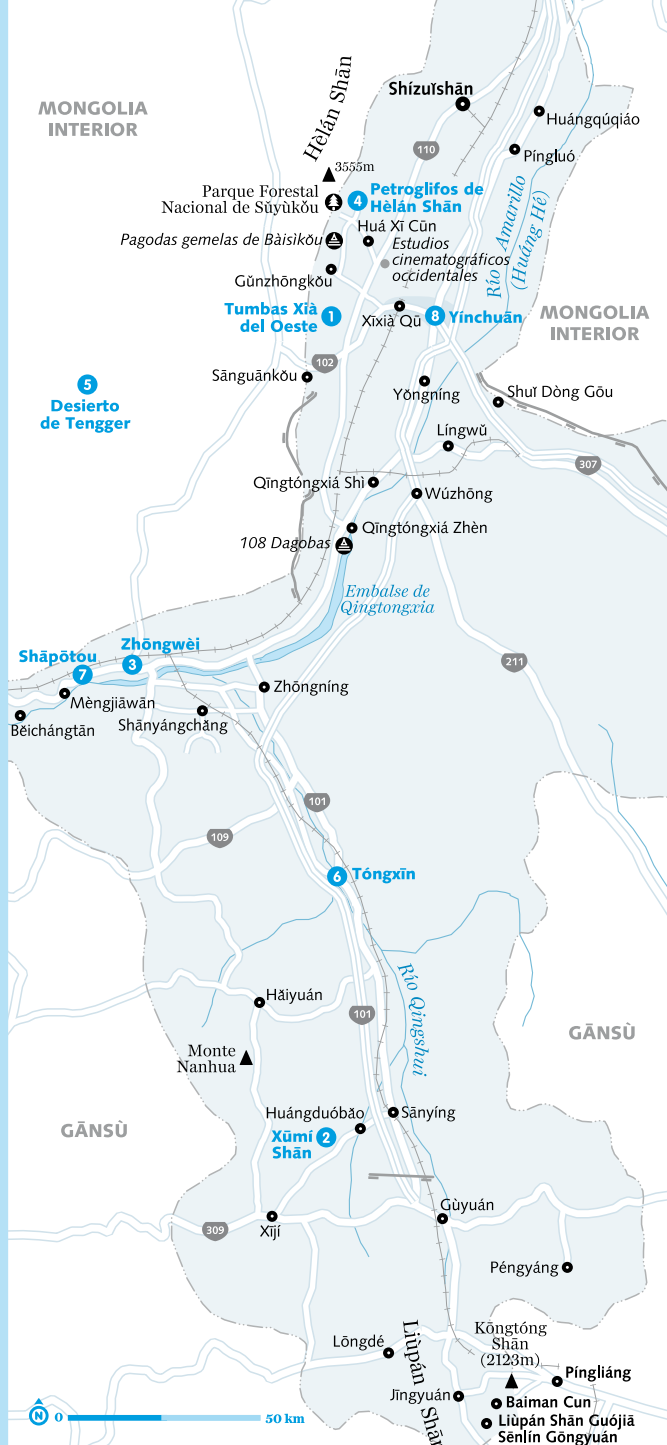 MONGOLIA
INTERIOR
Hèlán Shān
Shízuǐshān
Huángqúqiáo
110
Píngluó
3555m
Parque Forestal
Nacional de Sūyùkǒu
4
Petroglifos de
Hèlán Shān
Pagodas gemelas de Bàisìkǒu
Huá Xī Cūn
Estudios
cinematográficos
occidentales
Río Amarillo
(Huáng Hé)
Gǔnzhōngkǒu
Tumbas Xià
del Oeste
1
Xīxià Qū
8
Yínchuān
MONGOLIA
INTERIOR
102
Sānguānkǒu
Yǒngníng
Shuǐ Dòng Gōu
5
Desierto
de Tengger
Língwǔ
307
Qīngtóngxiá Shì
Wúzhōng
Qīngtóngxiá Zhèn
108 Dagobas
Embalse de
Qingtongxia
Shāpōtou
7
Zhōngwèi
3
211
Mèngjiāwān
Zhōngníng
Běichángtān
Shānyángchǎng
101
109
6
Tóngxīn
Río Qingshui
Hǎiyuán
101
Monte
Nanhua
GĀNSÙ
GĀNSÙ
Huángduóbǎo
Sānyíng
Xūmí
Shān
2
Gùyuán
309
Xījí
Péngyáng
Liùpán Shān
Kōngtóng
Shān
(2123m)
Lōngdé
Píngliáng
Jīngyuán
Baiman Cun
Liùpán Shān Guójiā
Sēnlín Gōngyuán
N
0
50 km